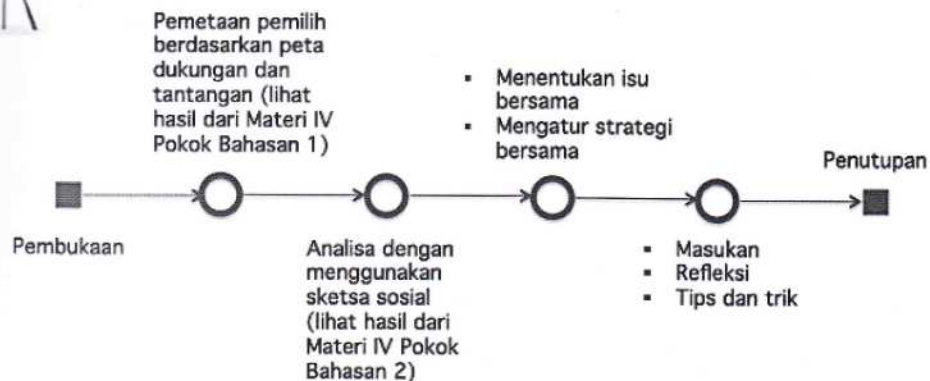 Pemetaan pemilih
berdasarkan peta
dukungan dan
tantangan (lihat
hasil dari Materi IV
Pokok Bahasan 1)
▪ Menentukan isu
bersama
▪ Mengatur strategi
bersama
Penutupan
Pembukaan
Analisa dengan
menggunakan
sketsa sosial
(lihat hasil dari
Materi IV Pokok
Bahasan 2)
▪ Masukan
▪ Refleksi
▪ Tips dan trik